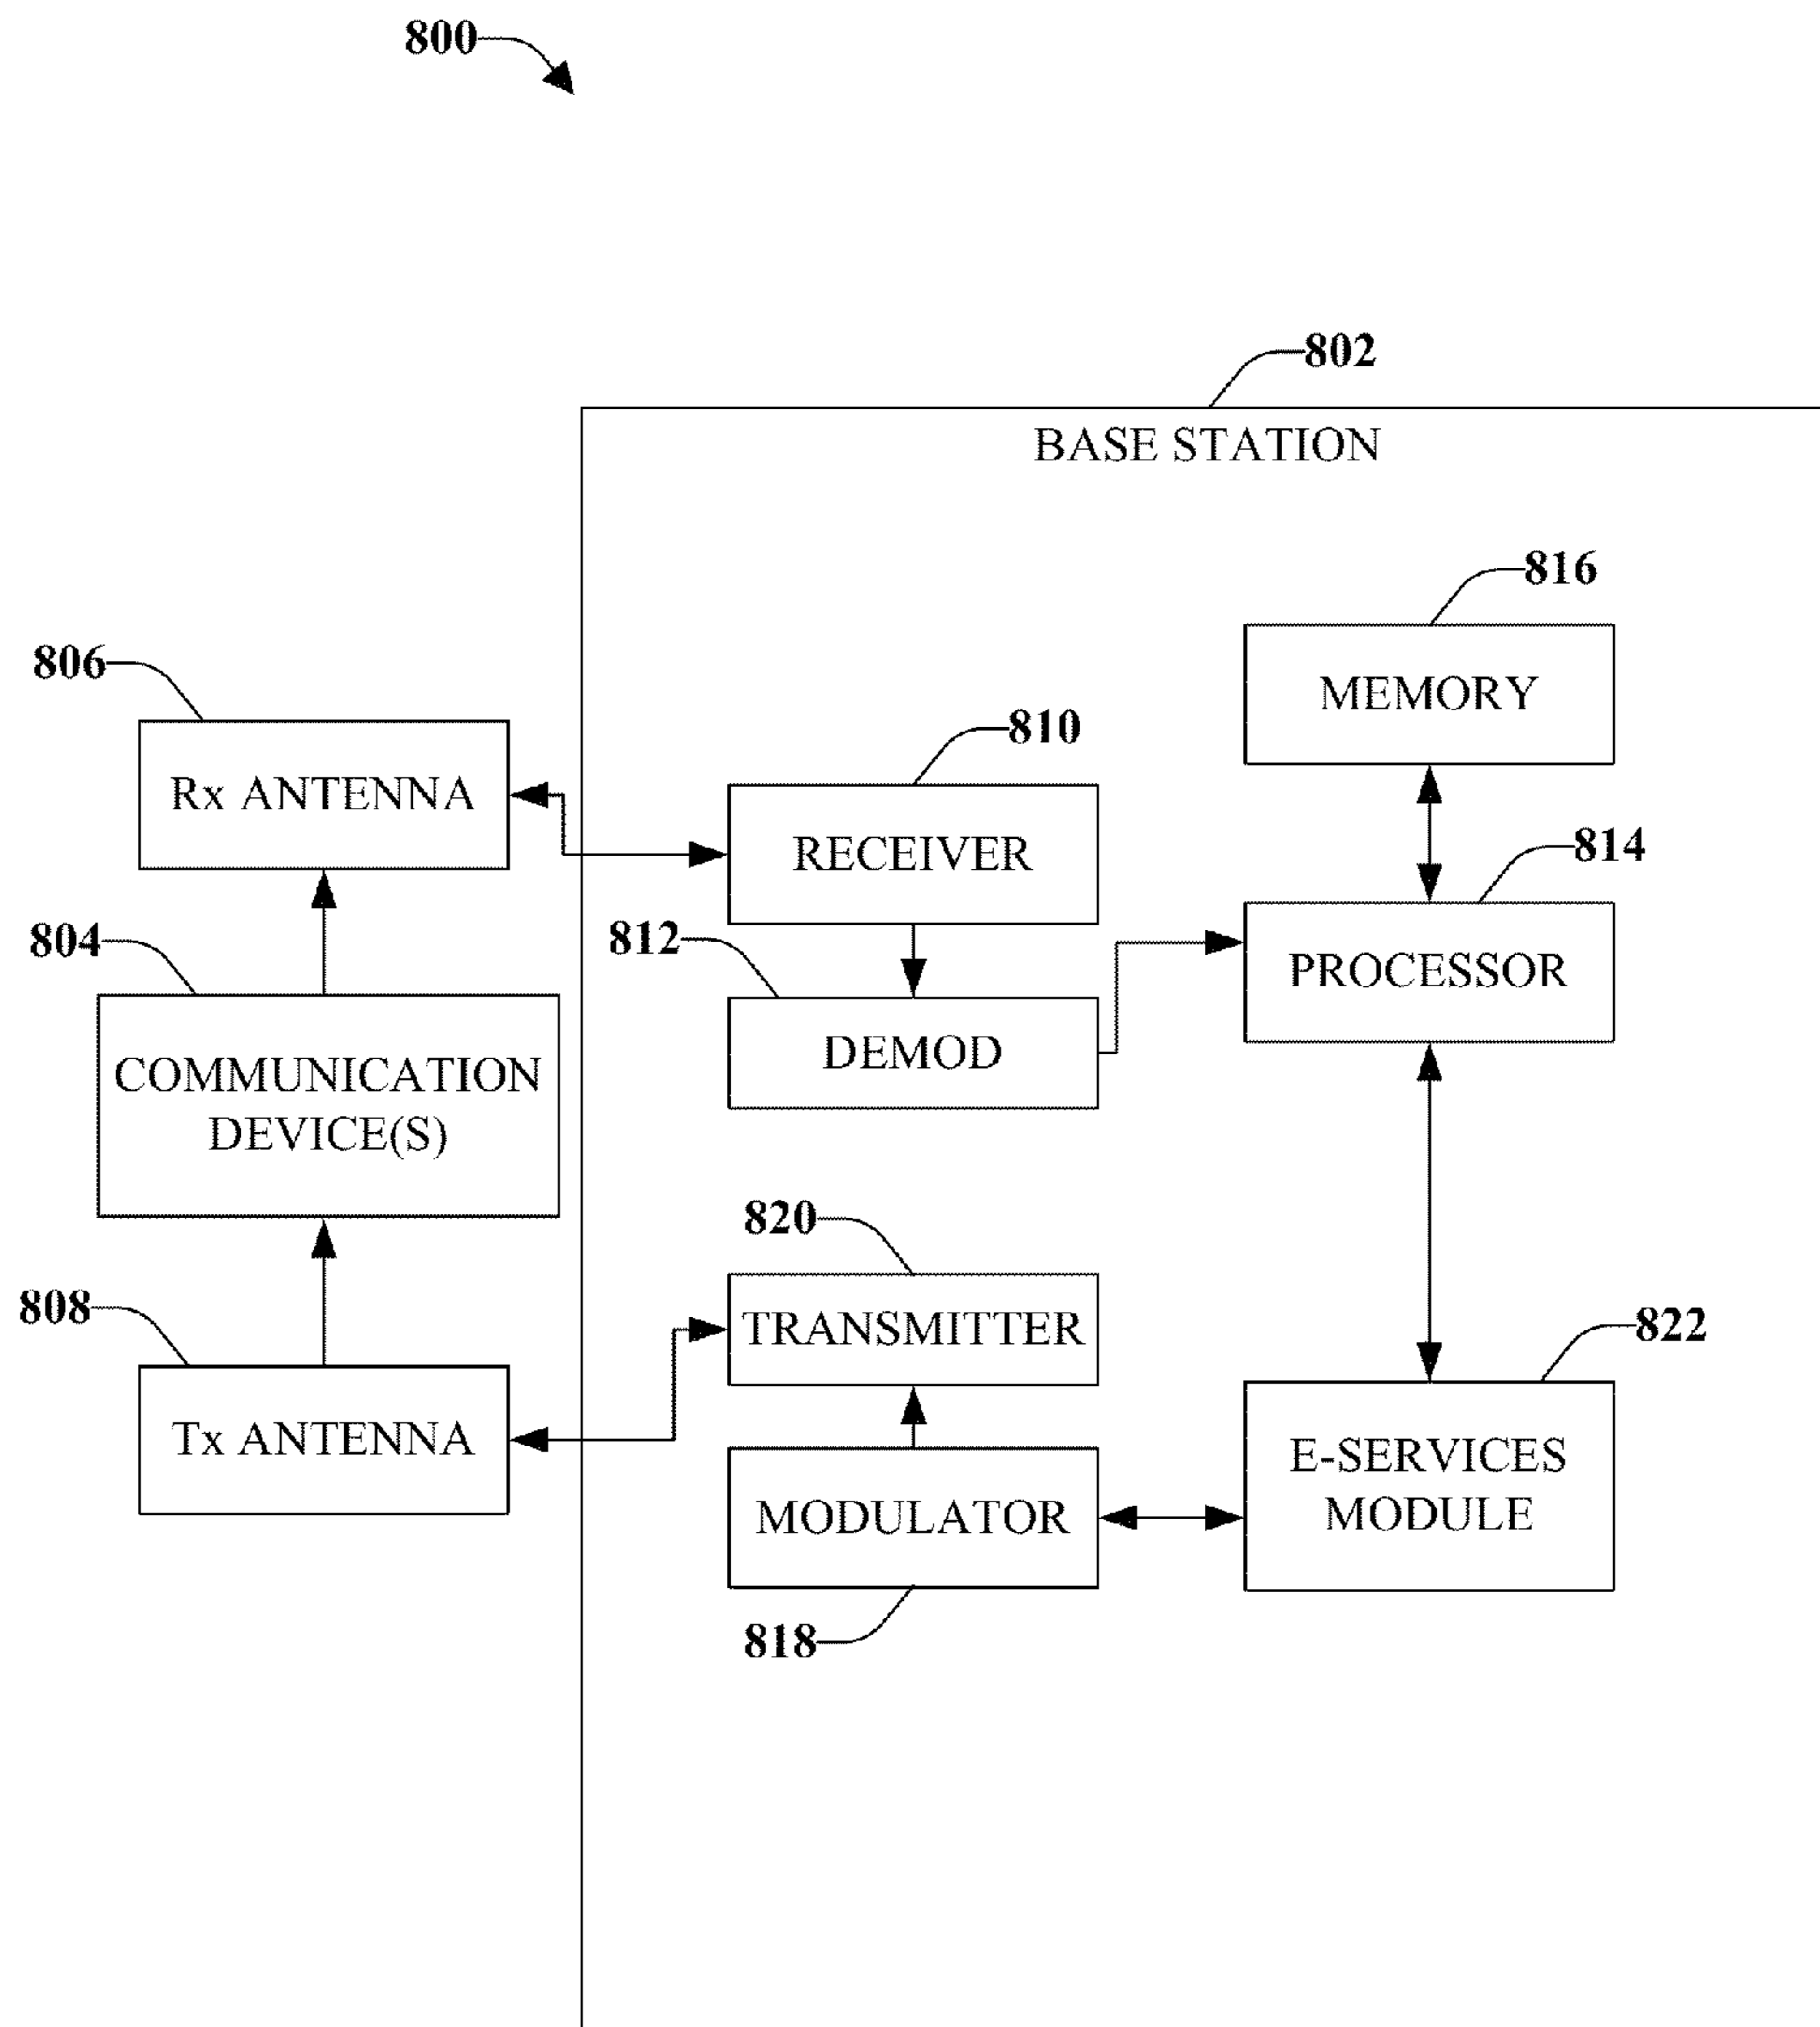 800
802
BASE STATION
816
MEMORY
806
Rx ANTENNA
810
RECEIVER
814
PROCESSOR
804
COMMUNICATION
DEVICE(S)
812
DEMOD
820
TRANSMITTER
808
Tx ANTENNA
822
E-SERVICES
MODULE
MODULATOR
818